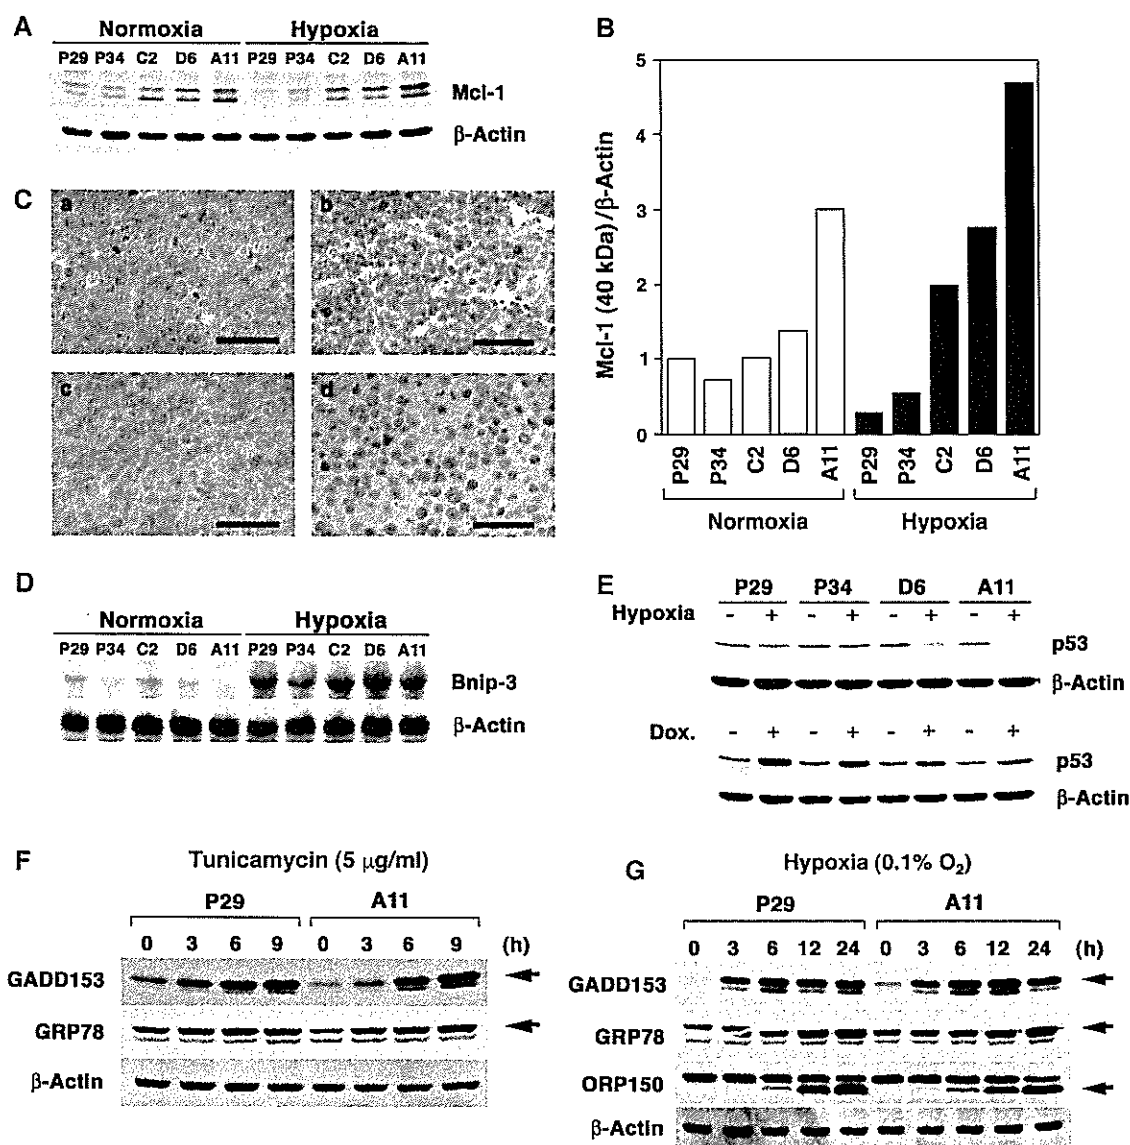 A
Normoxia Hypoxia
P29 P34 C2 D6 A11 P29 P34 C2 D6 A11
Mcl-1
β-Actin
B
5
4
3
2
1
0
Mcl-1 (40 kDa)/β-Actin
P29 P34 C2 D6 A11 P29 P34 C2 D6 A11
Normoxia Hypoxia
C
a b
c d
D
Normoxia Hypoxia
P29 P34 C2 D6 A11 P29 P34 C2 D6 A11
Bnip-3
β-Actin
E
P29 P34 D6 A11
Hypoxia - + - + - + - +
p53
β-Actin
Dox. - + - + - + - +
p53
β-Actin
F
Tunicamycin (5 μg/ml)
P29 A11
0 3 6 9 0 3 6 9 (h)
GADD153
GRP78
β-Actin
G
Hypoxia (0.1% O₂)
P29 A11
0 3 6 12 24 0 3 6 12 24 (h)
GADD153
GRP78
ORP150
β-Actin